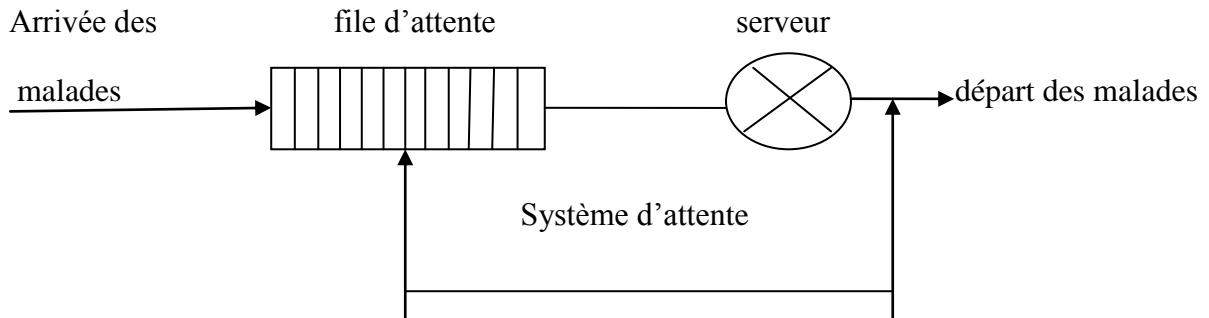 Arrivée des
malades
file d’attente
serveur
départ des malades
Système d’attente